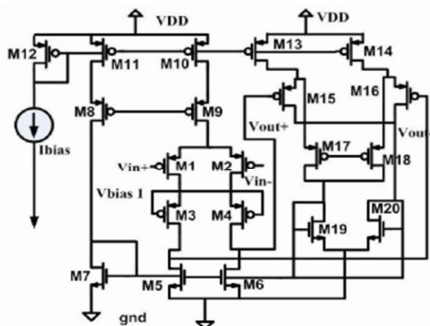 VDD
VDD
M12
M11
M10
M13
M14
M8
M9
M15
M16
Ibias
Vout+
Vout-
Vin+
M1
M2
Vin-
M17
M18
Vbias 1
M3
M4
M19
M20
M7
M5
M6
gnd